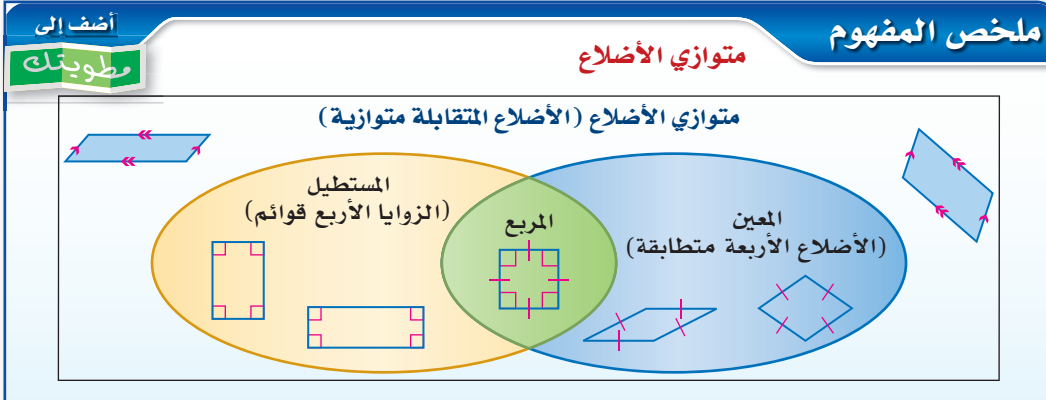 ملخص المفهوم
أضف إلى
مطويتك
متوازي الأضلاع
متوازي الأضلاع (الأضلاع المتقابلة متوازية)
المعين
(الأضلاع الأربعة متطابقة)
المربع
المستطيل
(الزوايا الأربع قوائم)